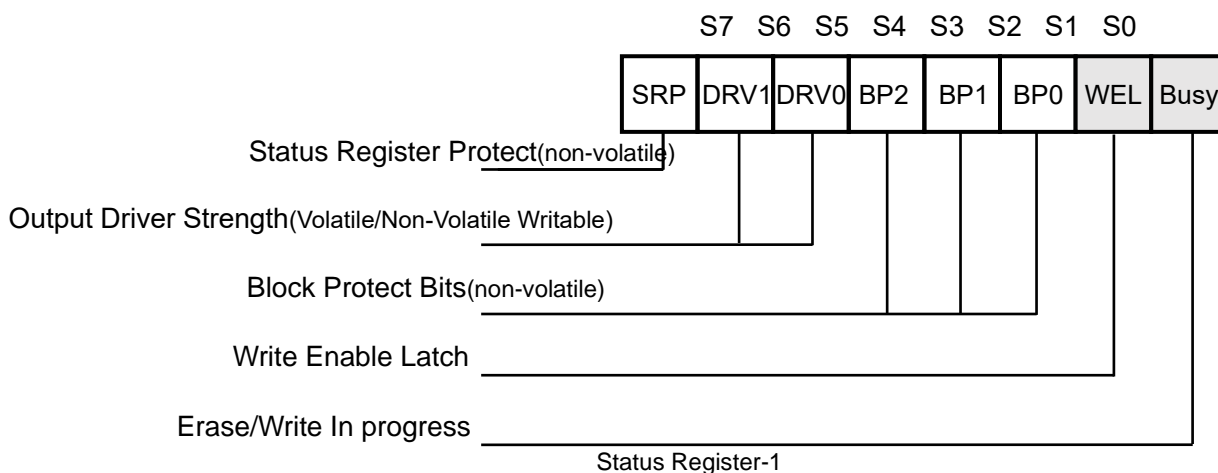 S7 S6 S5 S4 S3 S2 S1 S0
SRP DRV1 DRV0 BP2 BP1 BP0 WEL Busy
Status Register Protect(non-volatile)
Output Driver Strength(Volatile/Non-Volatile Writable)
Block Protect Bits(non-volatile)
Write Enable Latch
Erase/Write In progress
Status Register-1